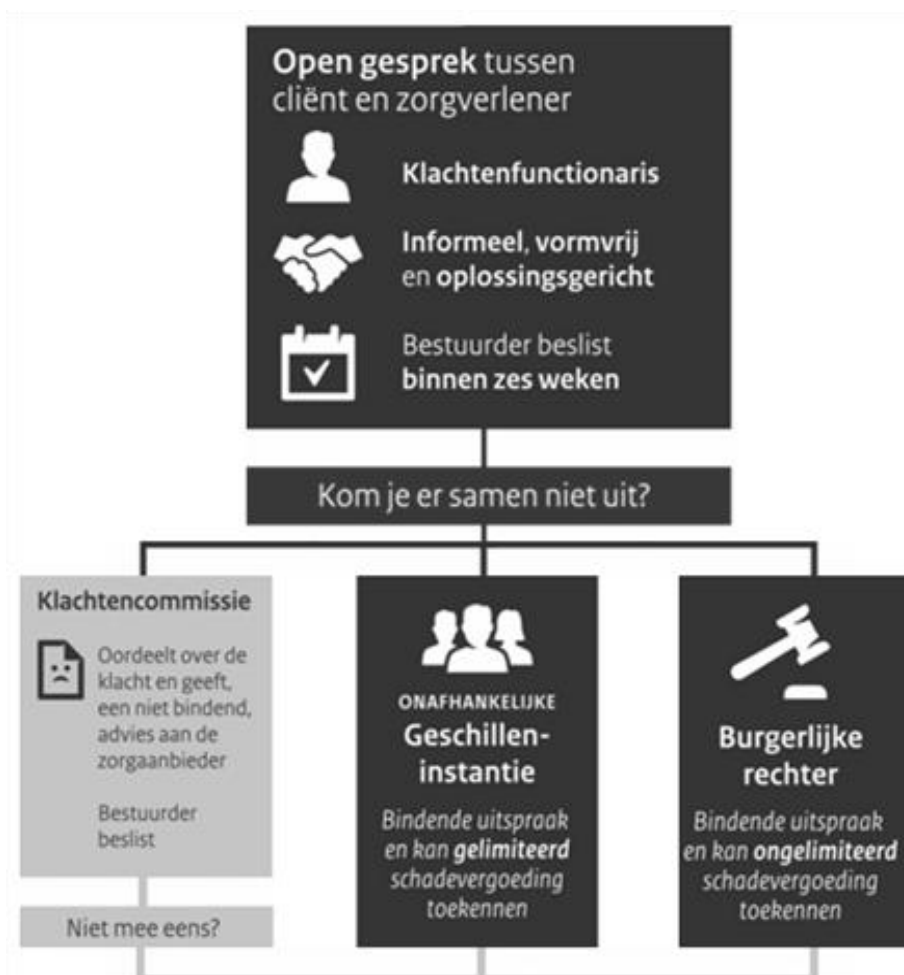 Open gesprek tussen
cliënt en zorgverlener
Klachtenfunctionaris
Informeel, vormvrij
en oplossingsgericht
Bestuurder beslist
binnen zes weken
Kom je er samen niet uit?
Klachtencommissie
Oordeelt over de
klacht en geeft,
een niet bindend,
advies aan de
zorgaanbieder
Bestuurder
beslist
Niet mee eens?
ONAFHANKELIJKE
Geschillen-
instantie
Bindende uitspraak
en kan gelimiteerd
schadevergoeding
toekennen
Burgerlijke
rechter
Bindende uitspraak
en kan ongelimiteerd
schadevergoeding
toekennen